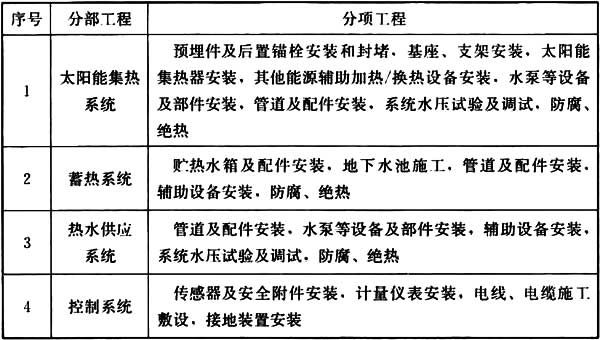 序号 分部工程 分项工程
1 太阳能集热系统 预埋件及后置锚栓安装和封堵，基座、支架安装，太阳能
集热器安装，其他能源辅助加热/换热设备安装，水泵等设备
及部件安装，管道及配件安装，系统水压试验及调试，防腐、
绝热
2 蓄热系统 贮热水箱及配件安装，地下水池施工，管道及配件安装，
辅助设备安装，防腐、绝热
3 热水供应系统 管道及配件安装，水泵等设备及部件安装，辅助设备安装，
系统水压试验及调试，防腐、绝热
4 控制系统 传感器及安全附件安装，计量仪表安装，电线、电缆施工
敷设，接地装置安装